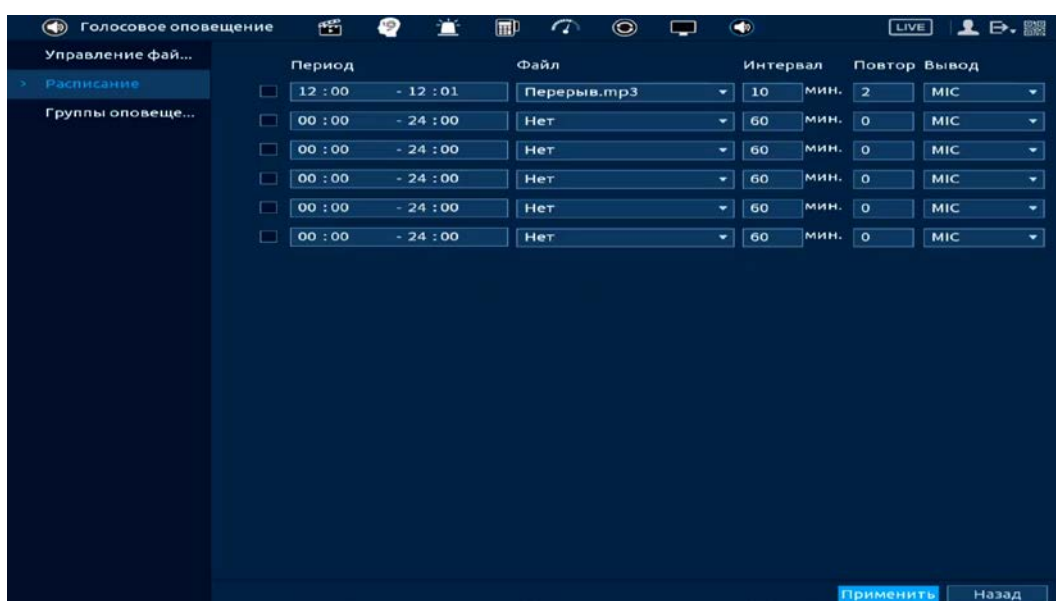 Голосовое оповещение LIVE
Управление фай...
Расписание
Группы оповеще...
Период Файл Интервал Повтор Вывод
12 : 00 - 12 : 01 Перерыв.mp3 10 мин. 2 MIC
00 : 00 - 24 : 00 Нет 60 мин. 0 MIC
00 : 00 - 24 : 00 Нет 60 мин. 0 MIC
00 : 00 - 24 : 00 Нет 60 мин. 0 MIC
00 : 00 - 24 : 00 Нет 60 мин. 0 MIC
00 : 00 - 24 : 00 Нет 60 мин. 0 MIC
Применить Назад